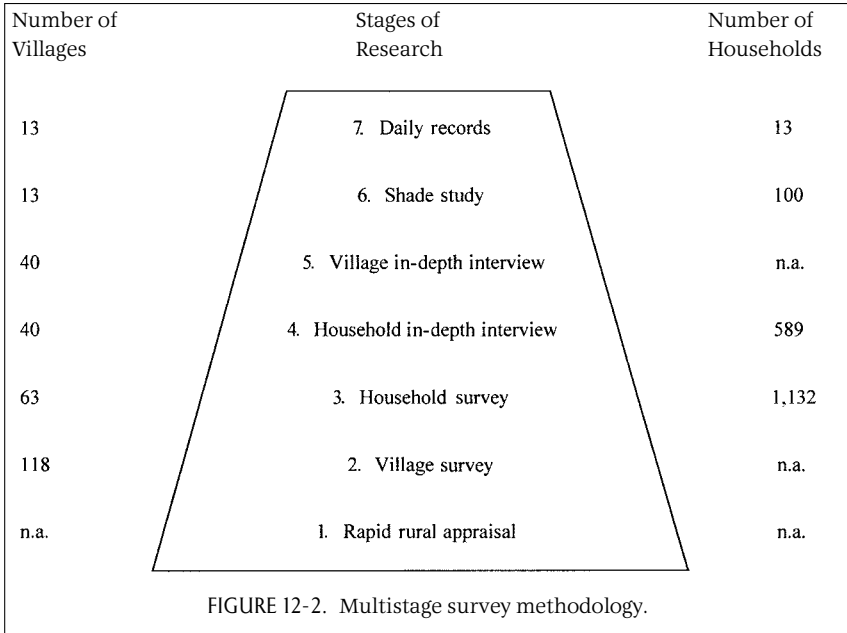 Number of Villages
Stages of Research
Number of Households
13 7. Daily records 13
13 6. Shade study 100
40 5. Village in-depth interview n.a.
40 4. Household in-depth interview 589
63 3. Household survey 1,132
118 2. Village survey n.a.
n.a. 1. Rapid rural appraisal n.a.
FIGURE 12-2. Multistage survey methodology.